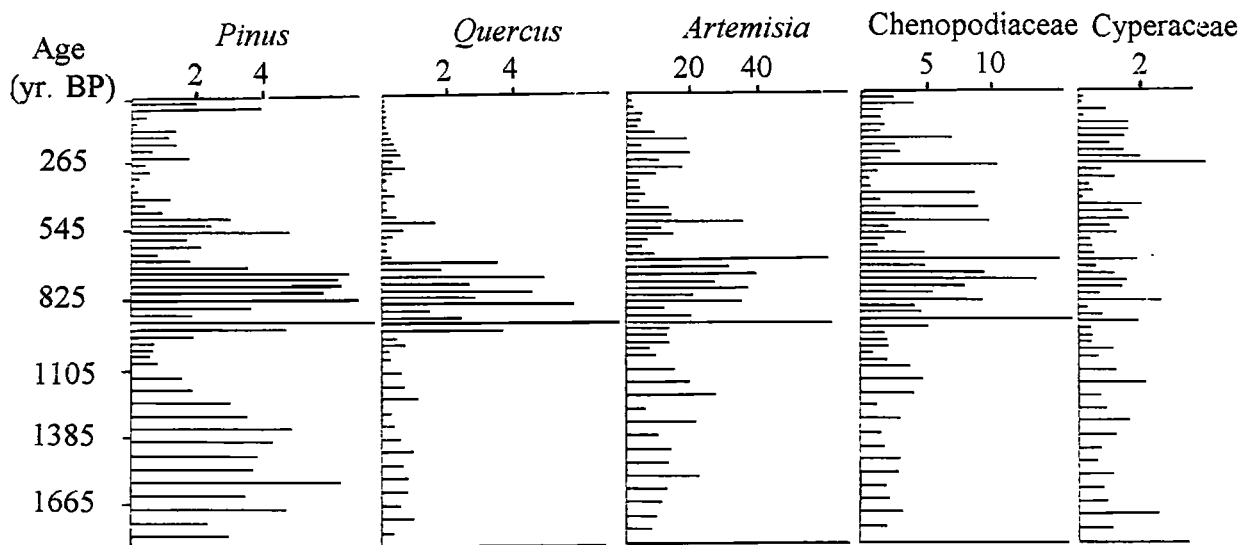 Age
(yr. BP)
Pinus
Quercus
Artemisia
Chenopodiaceae
Cyperaceae
2 4
2 4
20 40
5 10
2
265
545
825
1105
1385
1665